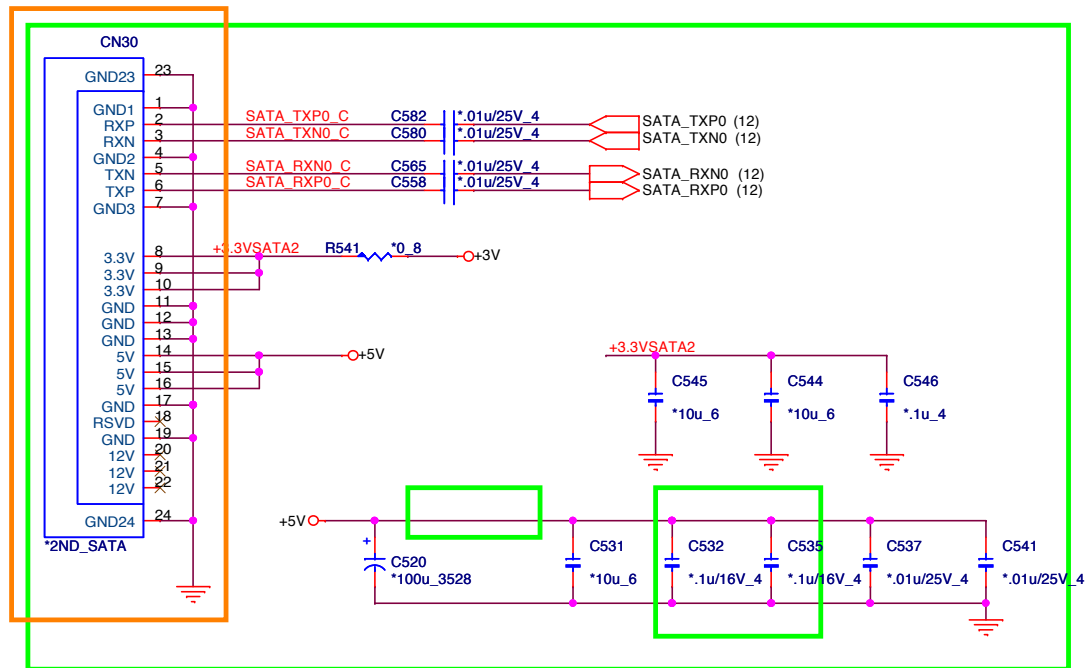 CN30
GND23 23
GND1 1
RXP 2 SATA_TXP0_C C582 *.01u/25V_4 SATA_TXP0 (12)
RXN 3 SATA_TXN0_C C580 *.01u/25V_4 SATA_TXN0 (12)
GND2 4
TXN 5 SATA_RXN0_C C565 *.01u/25V_4 SATA_RXN0 (12)
TXP 6 SATA_RXP0_C C558 *.01u/25V_4 SATA_RXP0 (12)
GND3 7
3.3V 8 +3.3VSATA2 R541 *0_8 +3V
3.3V 9
3.3V 10
GND 11
GND 12
GND 13
5V 14 +5V
5V 15
5V 16
GND 17
RSVD 18
GND 19
12V 20
12V 21
12V 22
GND24 24
*2ND_SATA
+3.3VSATA2
C545 C544 C546
*10u_6 *10u_6 *.1u_4
+5V
+
C520 C531 C532 C535 C537 C541
*100u_3528 *10u_6 *.1u/16V_4 *.1u/16V_4 *.01u/25V_4 *.01u/25V_4